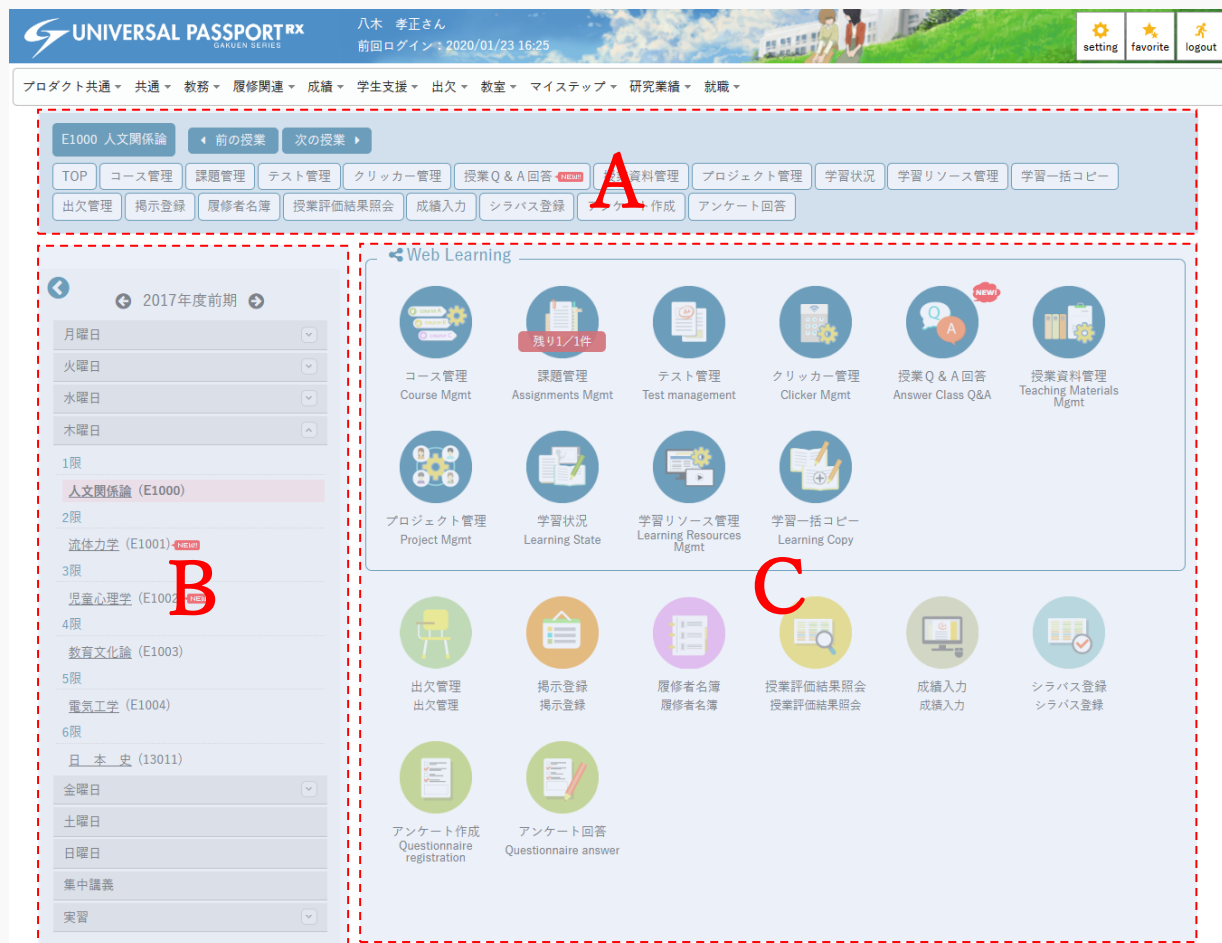 UNIVERSAL PASSPORT RX
GAKUEN SERIES
八木　孝正さん
前回ログイン：2020/01/23 16:25
setting favorite logout
プロダクト共通 共通 教務 履修関連 成績 学生支援 出欠 教室 マイステップ 研究業績 就職
E1000 人文関係論 前の授業 次の授業
TOP コース管理 課題管理 テスト管理 クリッカー管理 授業Ｑ＆Ａ回答 NEW!! 資料管理 プロジェクト管理 学習状況 学習リソース管理 学習一括コピー
出欠管理 掲示登録 履修者名簿 授業評価結果照会 成績入力 シラバス登録 アンケート作成 アンケート回答
A
2017年度前期
月曜日
火曜日
水曜日
木曜日
1限
人文関係論 (E1000)
2限
流体力学 (E1001) NEW!!
3限
児童心理学 (E1002
4限
教育文化論 (E1003)
5限
電気工学 (E1004)
6限
日　本　史 (13011)
金曜日
土曜日
日曜日
集中講義
実習
B
Web Learning
NEW!
残り1／1件
コース管理 課題管理 テスト管理 クリッカー管理 授業Ｑ＆Ａ回答 授業資料管理
Course Mgmt Assignments Mgmt Test management Clicker Mgmt Answer Class Q&A Teaching Materials Mgmt
プロジェクト管理 学習状況 学習リソース管理 学習一括コピー
Project Mgmt Learning State Learning Resources Mgmt Learning Copy
C
出欠管理 掲示登録 履修者名簿 授業評価結果照会 成績入力 シラバス登録
出欠管理 掲示登録 履修者名簿 授業評価結果照会 成績入力 シラバス登録
アンケート作成 アンケート回答
Questionnaire registration Questionnaire answer